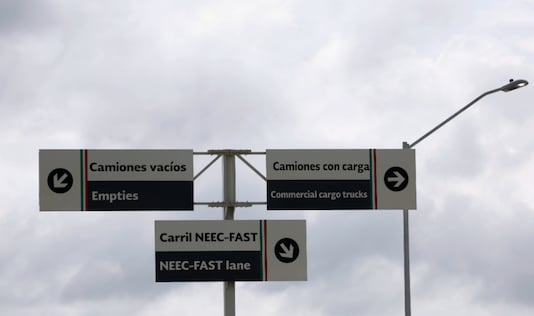 Camiones vacíos
Empties
Camiones con carga
Commercial cargo trucks
Carril NEEC-FAST
NEEC-FAST lane